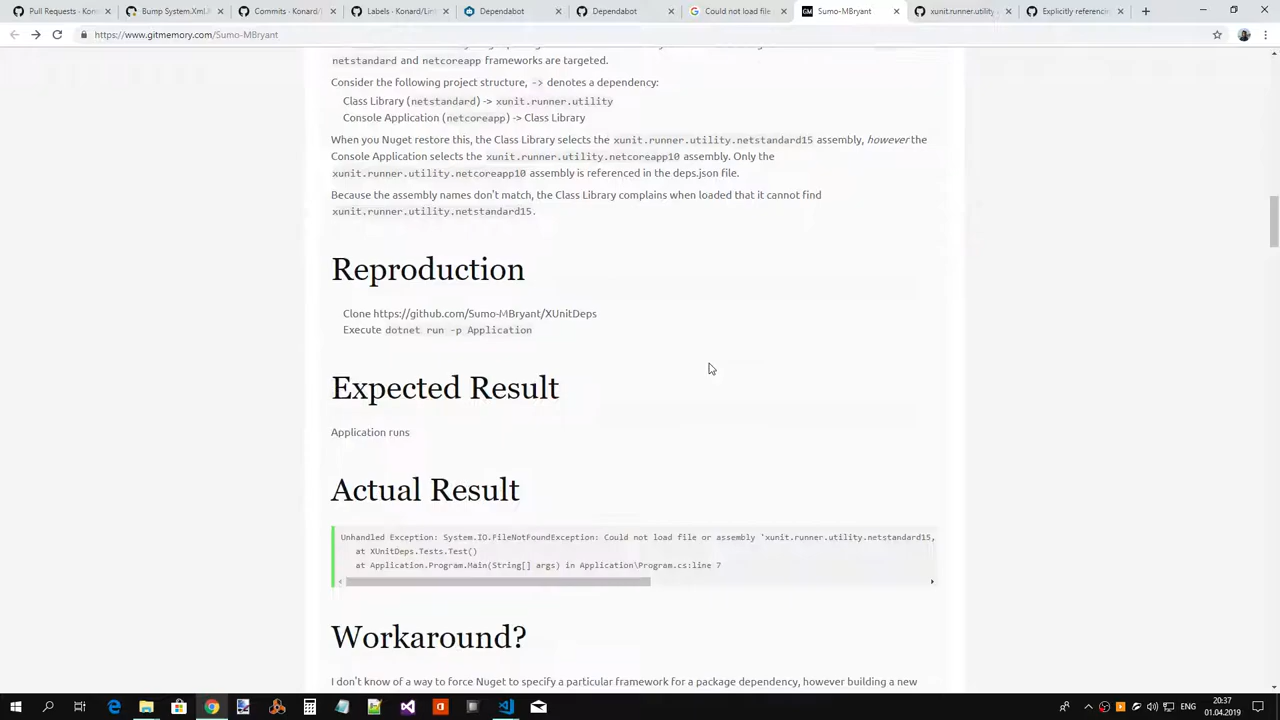 Pull Requests - Kon
Bump System.Xml.
Commits · Konard/
Labels - Konard/Lin
Dependabot
Dependabot
Could not load file
Sumo-MBryant
xunit.runner.utility
Explicitly referencin
https://www.gitmemory.com/Sumo-MBryant
netstandard and netcoreapp frameworks are targeted.
Consider the following project structure, -> denotes a dependency:
Class Library (netstandard) -> xunit.runner.utility
Console Application (netcoreapp) -> Class Library
When you Nuget restore this, the Class Library selects the xunit.runner.utility.netstandard15 assembly, however the
Console Application selects the xunit.runner.utility.netcoreapp10 assembly. Only the
xunit.runner.utility.netcoreapp10 assembly is referenced in the deps.json file.
Because the assembly names don't match, the Class Library complains when loaded that it cannot find
xunit.runner.utility.netstandard15.
Reproduction
Clone https://github.com/Sumo-MBryant/XUnitDeps
Execute dotnet run -p Application
Expected Result
Application runs
Actual Result
Unhandled Exception: System.IO.FileNotFoundException: Could not load file or assembly 'xunit.runner.utility.netstandard15,
at XUnitDeps.Tests.Test()
at Application.Program.Main(String[] args) in Application\Program.cs:line 7
Workaround?
I don't know of a way to force Nuget to specify a particular framework for a package dependency, however building a new
ENG
20:37
01.04.2019